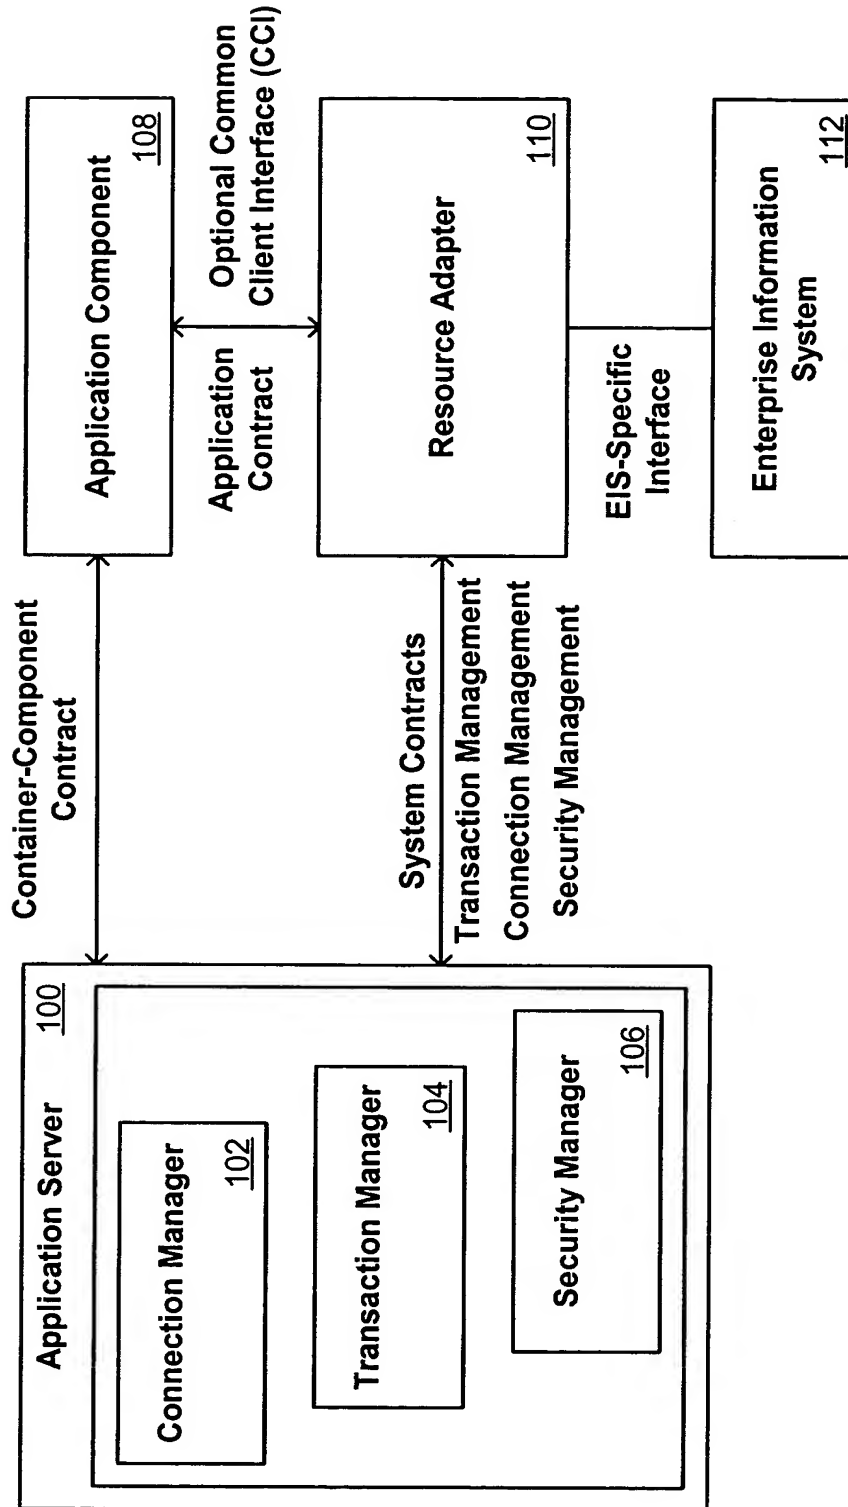 Application Server
100
Connection Manager
102
Transaction Manager
104
Security Manager
106
Container-Component
Contract
System Contracts
Transaction Management
Connection Management
Security Management
Application Component
108
Application
Contract
Optional Common
Client Interface (CCI)
Resource Adapter
110
EIS-Specific
Interface
Enterprise Information
System
112